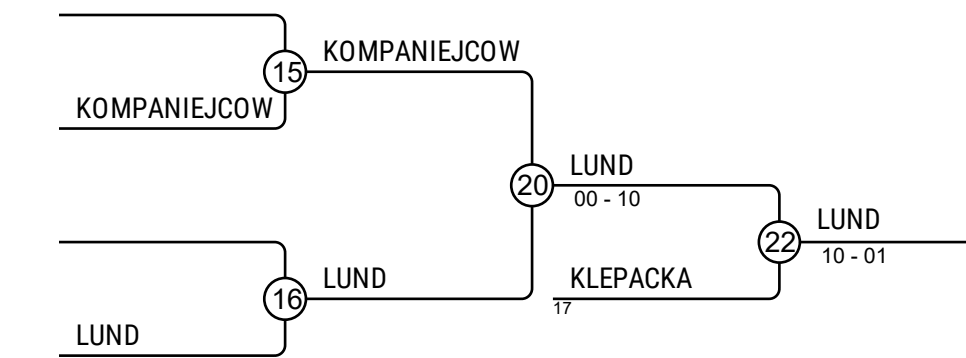 KOMPANIEJCOW
15
KOMPANIEJCOW
LUND
20
00 - 10
LUND
22
10 - 01
LUND
16
KLEPACKA
17
LUND